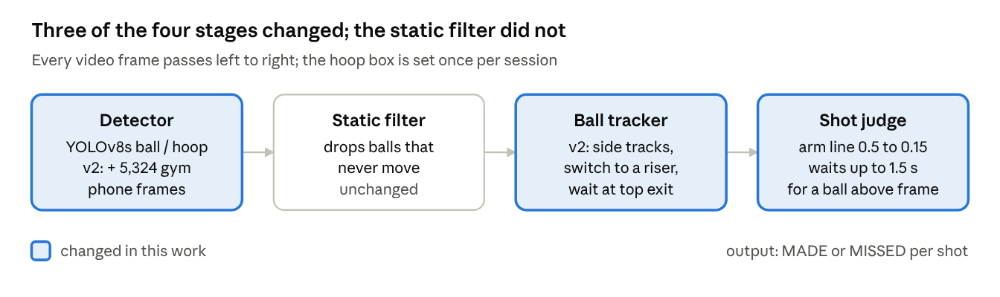 Three of the four stages changed; the static filter did not
Every video frame passes left to right; the hoop box is set once per session
Detector
YOLOv8s ball / hoop
v2: + 5,324 gym
phone frames
Static filter
drops balls that
never move
unchanged
Ball tracker
v2: side tracks,
switch to a riser,
wait at top exit
Shot judge
arm line 0.5 to 0.15
waits up to 1.5 s
for a ball above frame
changed in this work
output: MADE or MISSED per shot